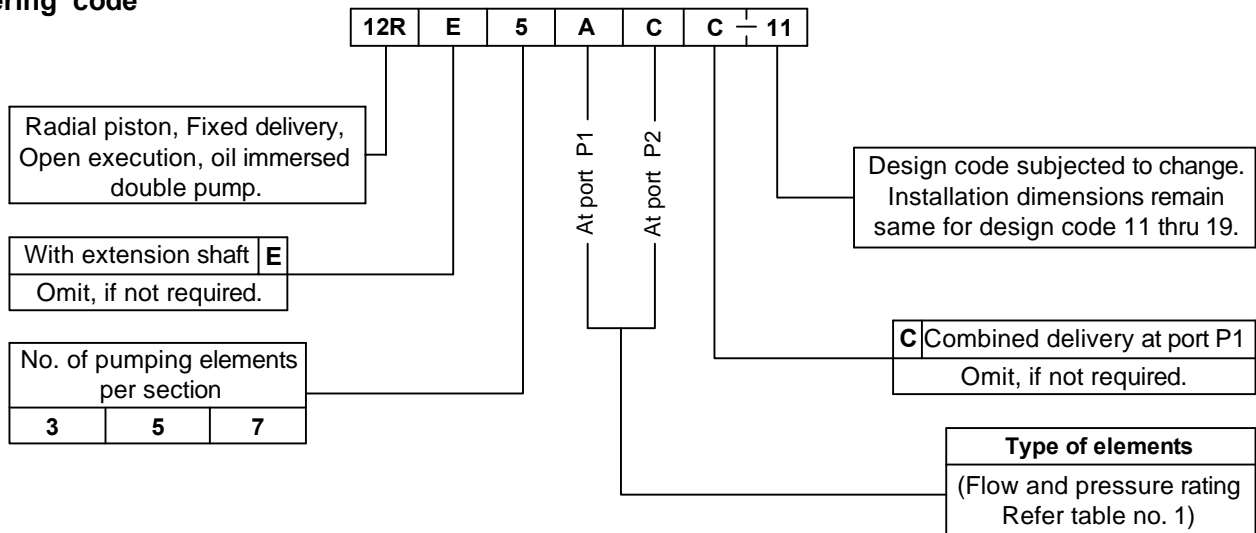 ering code
12R E 5 A C C 11
Radial piston, Fixed delivery,
Open execution, oil immersed
double pump.
At port P1
At port P2
Design code subjected to change.
Installation dimensions remain
same for design code 11 thru 19.
With extension shaft E
Omit, if not required.
C Combined delivery at port P1
Omit, if not required.
No. of pumping elements
per section
3 5 7
Type of elements
(Flow and pressure rating
Refer table no. 1)